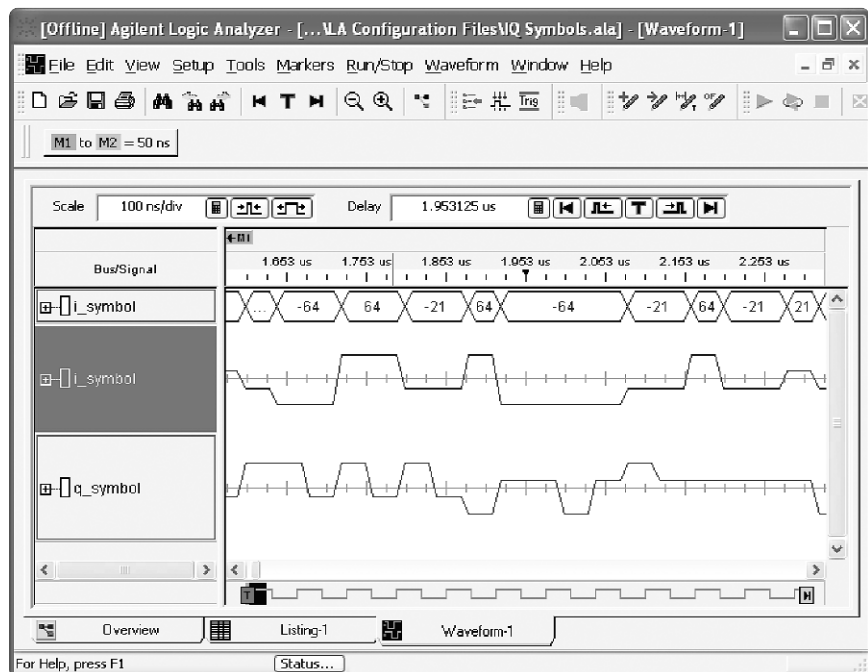 [Offline] Agilent Logic Analyzer - [...\LA Configuration Files\IQ Symbols.ala] - [Waveform-1]
File Edit View Setup Tools Markers Run/Stop Waveform Window Help
T Trig
M1 to M2 = 50 ns
Scale 100 ns/div Delay 1.953125 us T
M1
Bus/Signal 1.653 us 1.753 us 1.853 us 1.953 us 2.053 us 2.153 us 2.253 us
i_symbol ... -64 64 -21 64 -64 -21 64 -21 21
i_symbol
q_symbol
T
Overview Listing-1 Waveform-1
For Help, press F1 Status...